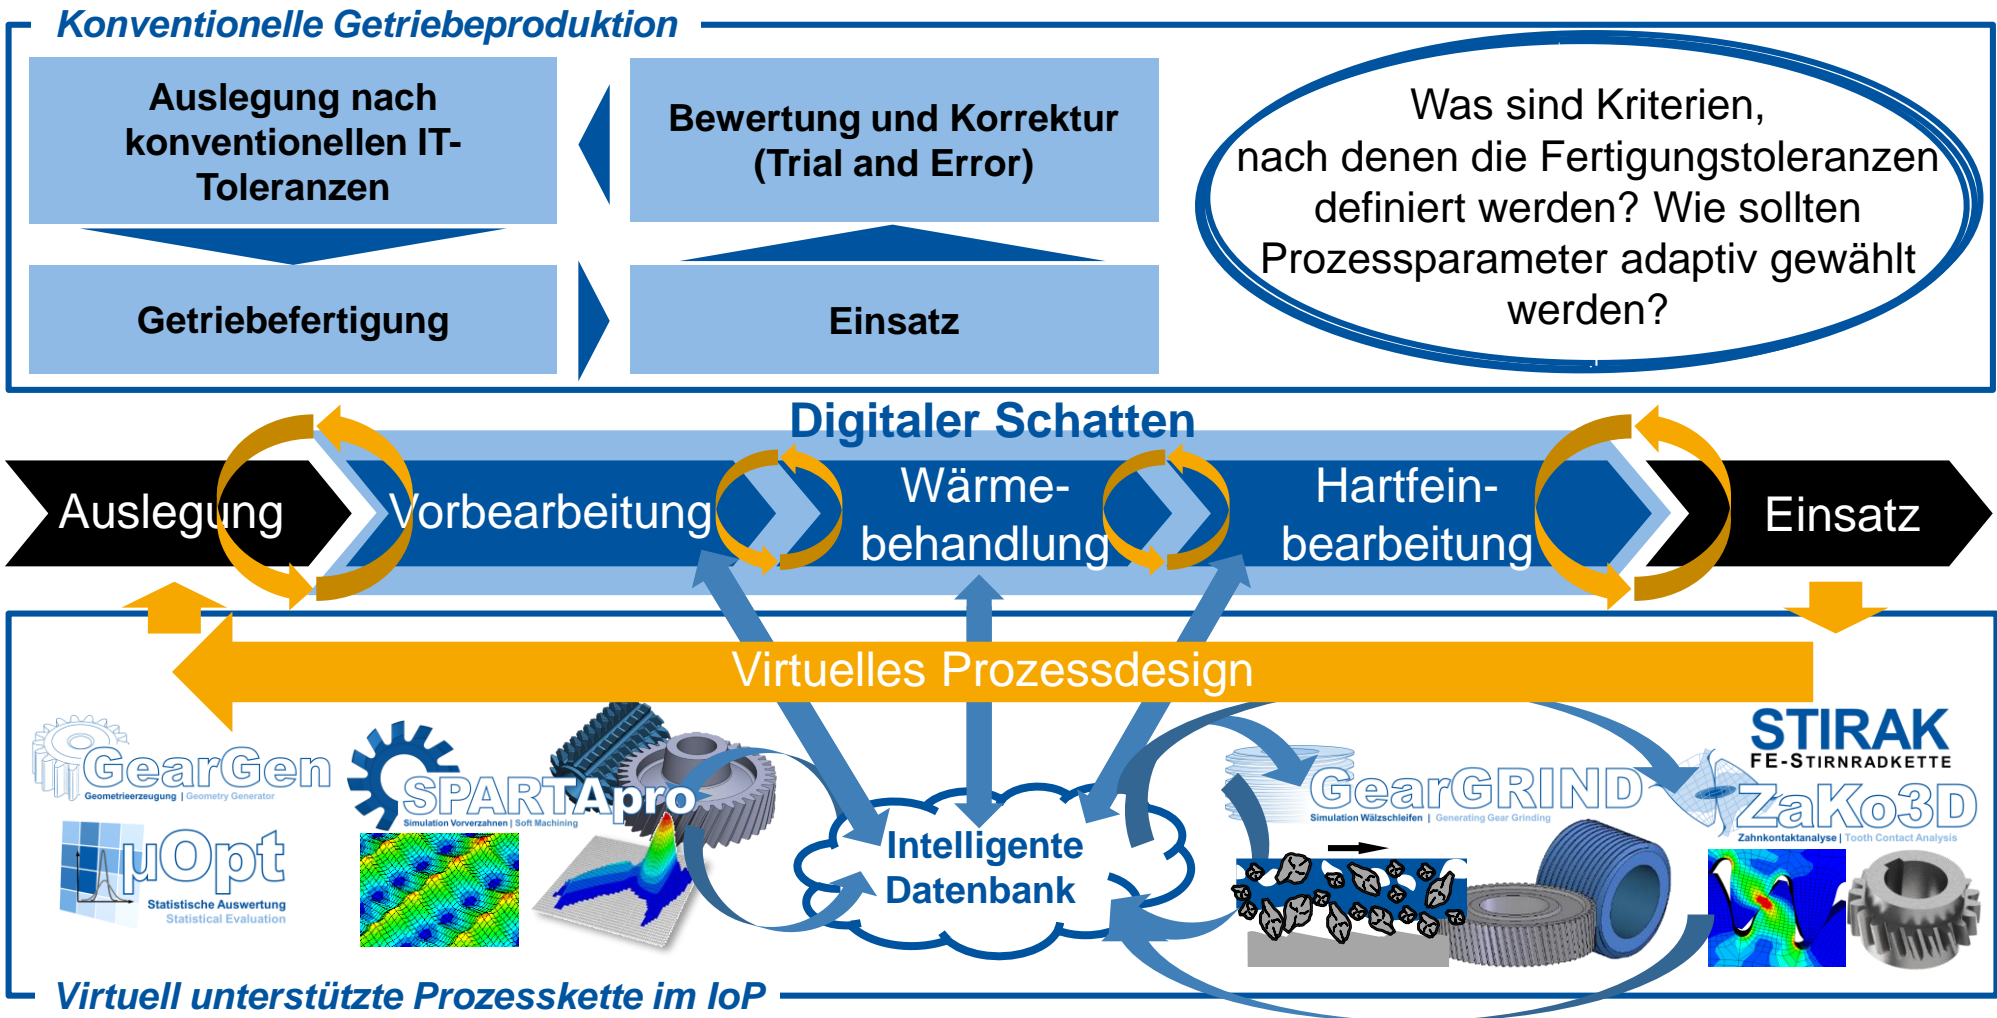 Konventionelle Getriebeproduktion
Auslegung nach
konventionellen IT-
Toleranzen
Bewertung und Korrektur
(Trial and Error)
Getriebefertigung
Einsatz
Was sind Kriterien,
nach denen die Fertigungstoleranzen
definiert werden? Wie sollten
Prozessparameter adaptiv gewählt
werden?
Digitaler Schatten
Auslegung
Vorbearbeitung
Wärme-
behandlung
Hartfein-
bearbeitung
Einsatz
Virtuelles Prozessdesign
GearGen
Geometrieerzeugung | Geometry Generator
µOpt
Statistische Auswertung
Statistical Evaluation
SPARTApro
Simulation Vorverzahnen | Soft Machining
Intelligente
Datenbank
GearGRIND
Simulation Wälzschleifen | Generating Gear Grinding
STIRAK
FE-STIRNRADKETTE
ZaKo3D
Zahnkontaktanalyse | Tooth Contact Analysis
Virtuell unterstützte Prozesskette im IoP